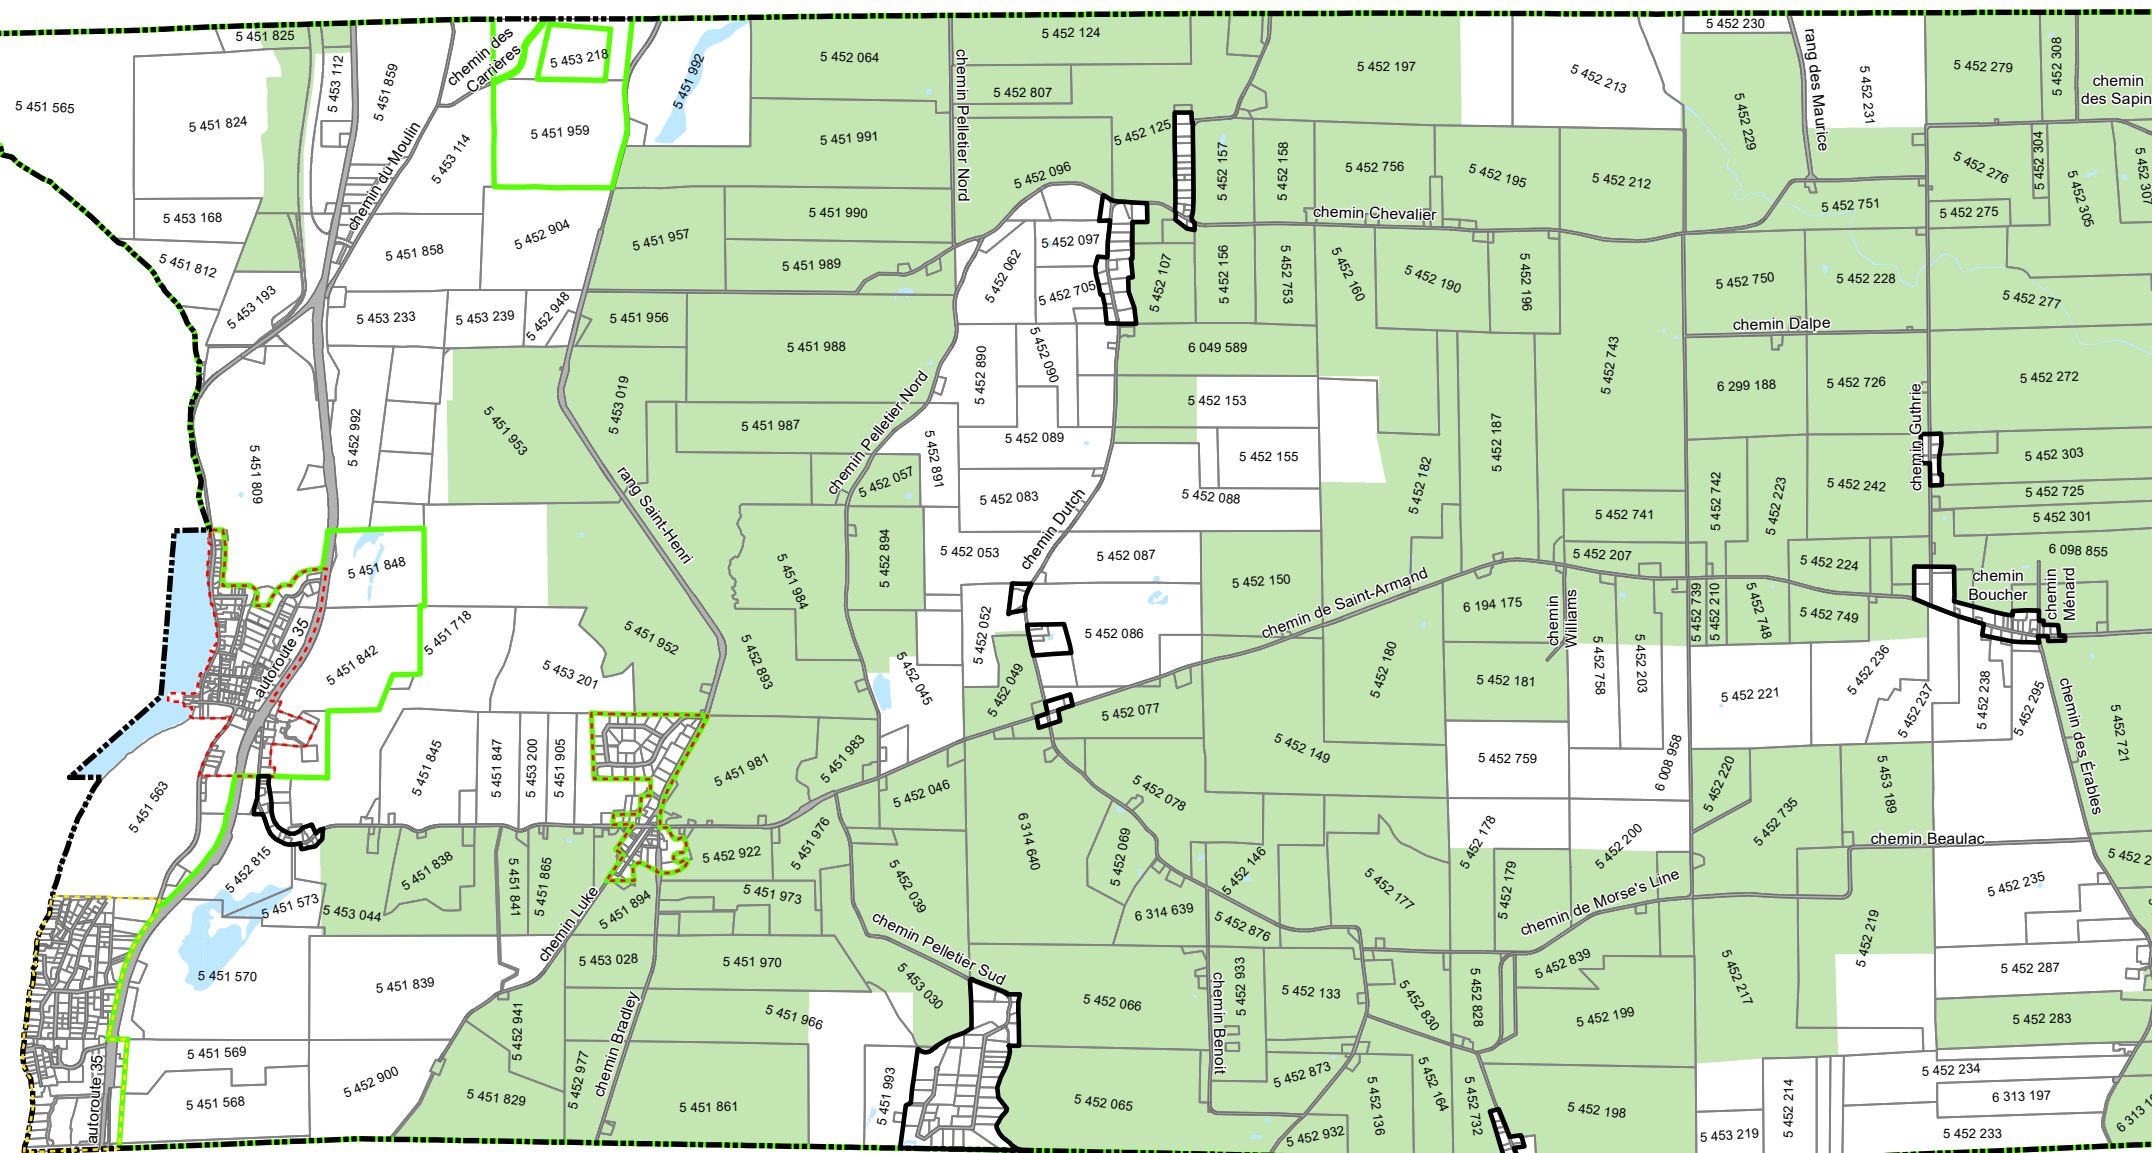 5 451 825
5 452 124
5 452 230
5 451 565
5 451 824
5 453 112
5 451 859
chemin des
Carrières
5 453 218
5 451 992
5 452 064
chemin Pelletier Nord
5 452 807
5 452 197
5 452 213
rang des Maurice
5 452 231
5 452 279
5 452 308
chemin
des Sapin
5 451 959
5 453 114
chemin du Moulin
5 451 991
5 452 125
5 452 157
5 452 158
5 452 756
5 452 195
5 452 212
5 452 229
5 452 276
5 452 304
5 452 305
5 452 307
5 452 096
5 453 168
5 451 812
5 453 193
5 451 858
5 452 904
5 451 957
5 451 990
5 451 989
5 452 062
5 452 097
5 452 705
5 452 107
chemin Chevalier
5 452 156
5 452 753
5 452 160
5 452 190
5 452 196
5 452 751
5 452 275
5 452 750
5 452 228
5 452 277
5 453 233
5 453 239
5 452 948
5 451 956
5 451 988
chemin Dalpe
5 452 890
5 452 090
6 049 589
5 452 743
6 299 188
5 452 726
5 452 272
5 451 809
5 452 992
5 451 953
5 453 019
5 451 987
chemin Pelletier Nord
5 452 153
5 452 187
chemin Guthrie
5 452 089
5 452 891
5 452 057
5 452 155
5 452 182
5 452 303
5 452 083
5 452 088
5 452 742
5 452 223
5 452 242
5 452 725
5 452 301
rang Saint-Henri
5 452 741
5 452 894
chemin Dutch
5 452 053
5 452 087
5 452 207
5 452 224
6 098 855
5 451 848
5 451 984
5 452 150
chemin de Saint-Armand
6 194 175
chemin
Williams
5 452 739
5 452 210
5 452 748
5 452 749
chemin
Boucher
chemin
Ménard
5 451 718
5 451 842
autoroute 35
5 451 952
5 452 893
5 452 052
5 452 086
5 453 201
5 452 045
5 452 049
5 452 077
5 452 180
5 452 181
5 452 758
5 452 203
5 452 221
5 452 236
5 452 237
5 452 238
5 452 295
chemin des Érables
5 452 721
5 451 563
5 451 845
5 451 847
5 453 200
5 451 905
5 451 981
5 451 983
5 452 046
5 452 149
5 452 078
5 452 759
6 008 958
5 452 220
5 452 735
5 453 189
5 452 815
5 451 838
5 451 841
5 451 865
5 452 922
5 451 976
6 314 640
5 452 069
5 452 146
5 452 178
5 452 200
chemin Beaulac
5 452 2
5 451 573
5 453 044
chemin Luke
5 451 894
5 451 973
5 452 039
6 314 639
5 452 876
5 452 177
5 452 179
chemin de Morse's Line
5 452 235
chemin Pelletier Sud
5 451 570
5 451 839
5 453 028
5 451 970
5 453 030
5 452 066
chemin Benoit
5 452 933
5 452 133
5 452 830
5 452 828
5 452 839
5 452 217
5 452 219
5 452 287
5 451 966
5 452 199
5 452 283
5 452 941
chemin Bradley
5 451 569
5 452 900
5 452 977
5 451 993
5 452 873
5 452 164
5 452 234
autoroute 35
5 451 568
5 451 829
5 451 861
5 452 065
5 452 136
5 452 732
5 452 198
5 452 214
6 313 197
5 452 932
5 453 219
5 452 233